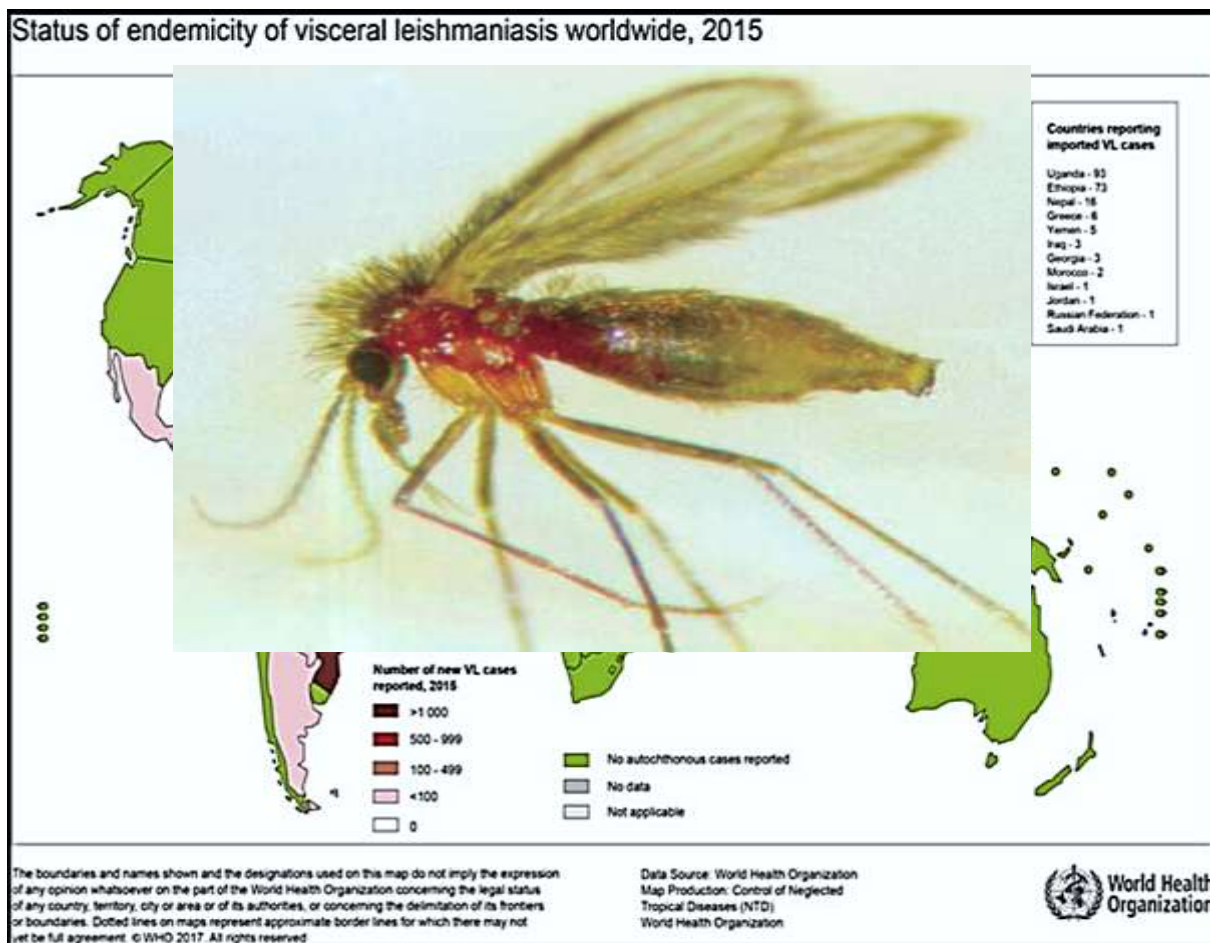 Status of endemicity of visceral leishmaniasis worldwide, 2015
Countries reporting
imported VL cases
Uganda - 93
Ethiopia - 73
Nepal - 16
Greece - 6
Yemen - 5
Iraq - 3
Georgia - 3
Morocco - 2
Israel - 1
Jordan - 1
Russian Federation - 1
Saudi Arabia - 1
Number of new VL cases
reported, 2015
>1 000
500 - 999
100 - 499
<100
0
No autochthonous cases reported
No data
Not applicable
The boundaries and names shown and the designations used on this map do not imply the expression
of any opinion whatsoever on the part of the World Health Organization concerning the legal status
of any country, territory, city or area or of its authorities, or concerning the delimitation of its frontiers
or boundaries. Dotted lines on maps represent approximate border lines for which there may not
yet be full agreement. © WHO 2017. All rights reserved
Data Source: World Health Organization
Map Production: Control of Neglected
Tropical Diseases (NTD)
World Health Organization
World Health
Organization